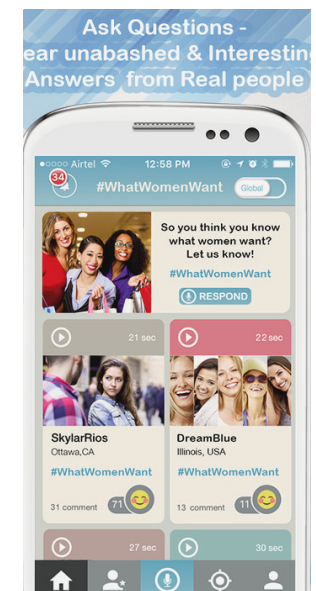 Ask Questions -
ear unabashed & Interesting
Answers from Real people
Airtel 12:58 PM
34
#WhatWomenWant Global
So you think you know
what women want?
Let us know!
#WhatWomenWant
RESPOND
21 sec
22 sec
SkylarRios
Ottawa,CA
#WhatWomenWant
31 comment 71
DreamBlue
Illinois, USA
#WhatWomenWant
13 comment 11
27 sec
30 sec